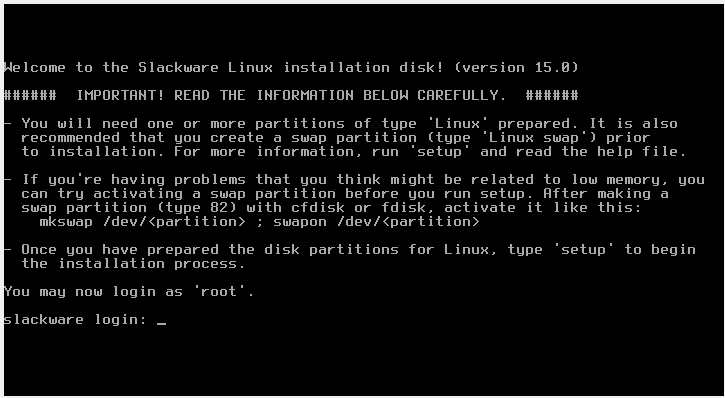 Welcome to the Slackware Linux installation disk! (version 15.0)
######  IMPORTANT! READ THE INFORMATION BELOW CAREFULLY.  ######
- You will need one or more partitions of type 'Linux' prepared. It is also
recommended that you create a swap partition (type 'Linux swap') prior
to installation. For more information, run 'setup' and read the help file.
- If you're having problems that you think might be related to low memory, you
can try activating a swap partition before you run setup. After making a
swap partition (type 82) with cfdisk or fdisk, activate it like this:
mkswap /dev/<partition> ; swapon /dev/<partition>
- Once you have prepared the disk partitions for Linux, type 'setup' to begin
the installation process.
You may now login as 'root'.
slackware login: _